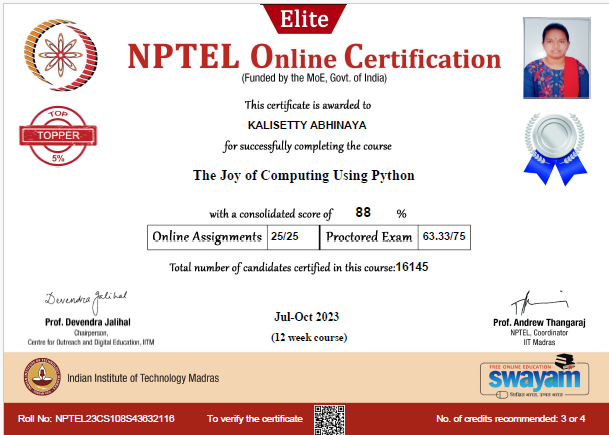 Elite
NPTEL Online Certification
(Funded by the MoE, Govt. of India)
This certificate is awarded to
KALISETTY ABHINAYA
for successfully completing the course
TOP
TOPPER
5%
The Joy of Computing Using Python
with a consolidated score of 88 %
Online Assignments 25/25 Proctored Exam 63.33/75
Total number of candidates certified in this course:16145
Devendra Jalihal
Prof. Devendra Jalihal
Chairperson,
Centre for Outreach and Digital Education, IITM
Jul-Oct 2023
(12 week course)
Prof. Andrew Thangaraj
NPTEL, Coordinator
IIT Madras
Indian Institute of Technology Madras
FREE ONLINE EDUCATION
swayam
शिक्षित भारत, उन्नत भारत
Roll No: NPTEL23CS108S43632116 To verify the certificate No. of credits recommended: 3 or 4